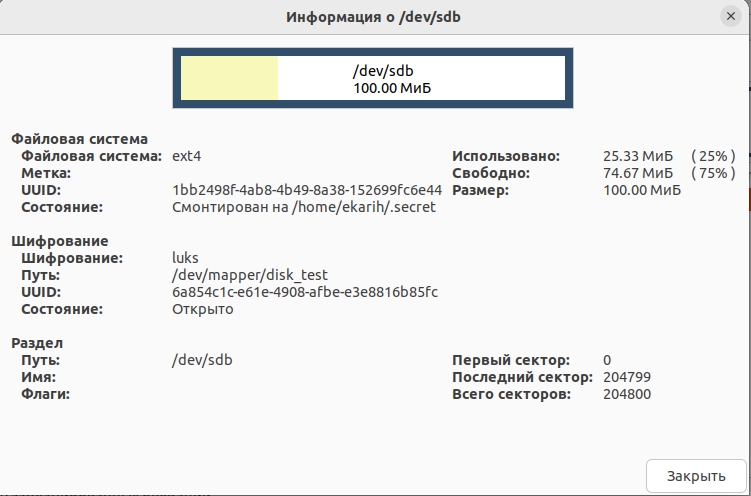 Информация о /dev/sdb
/dev/sdb
100.00 МиБ
Файловая система
Файловая система: ext4 Использовано: 25.33 МиБ ( 25% )
Метка: Свободно: 74.67 МиБ ( 75% )
UUID: 1bb2498f-4ab8-4b49-8a38-152699fc6e44 Размер: 100.00 МиБ
Состояние: Смонтирован на /home/ekarih/.secret
Шифрование
Шифрование: luks
Путь: /dev/mapper/disk_test
UUID: 6a854c1c-e61e-4908-afbe-e3e8816b85fc
Состояние: Открыто
Раздел
Путь: /dev/sdb Первый сектор: 0
Имя: Последний сектор: 204799
Флаги: Всего секторов: 204800
Закрыть